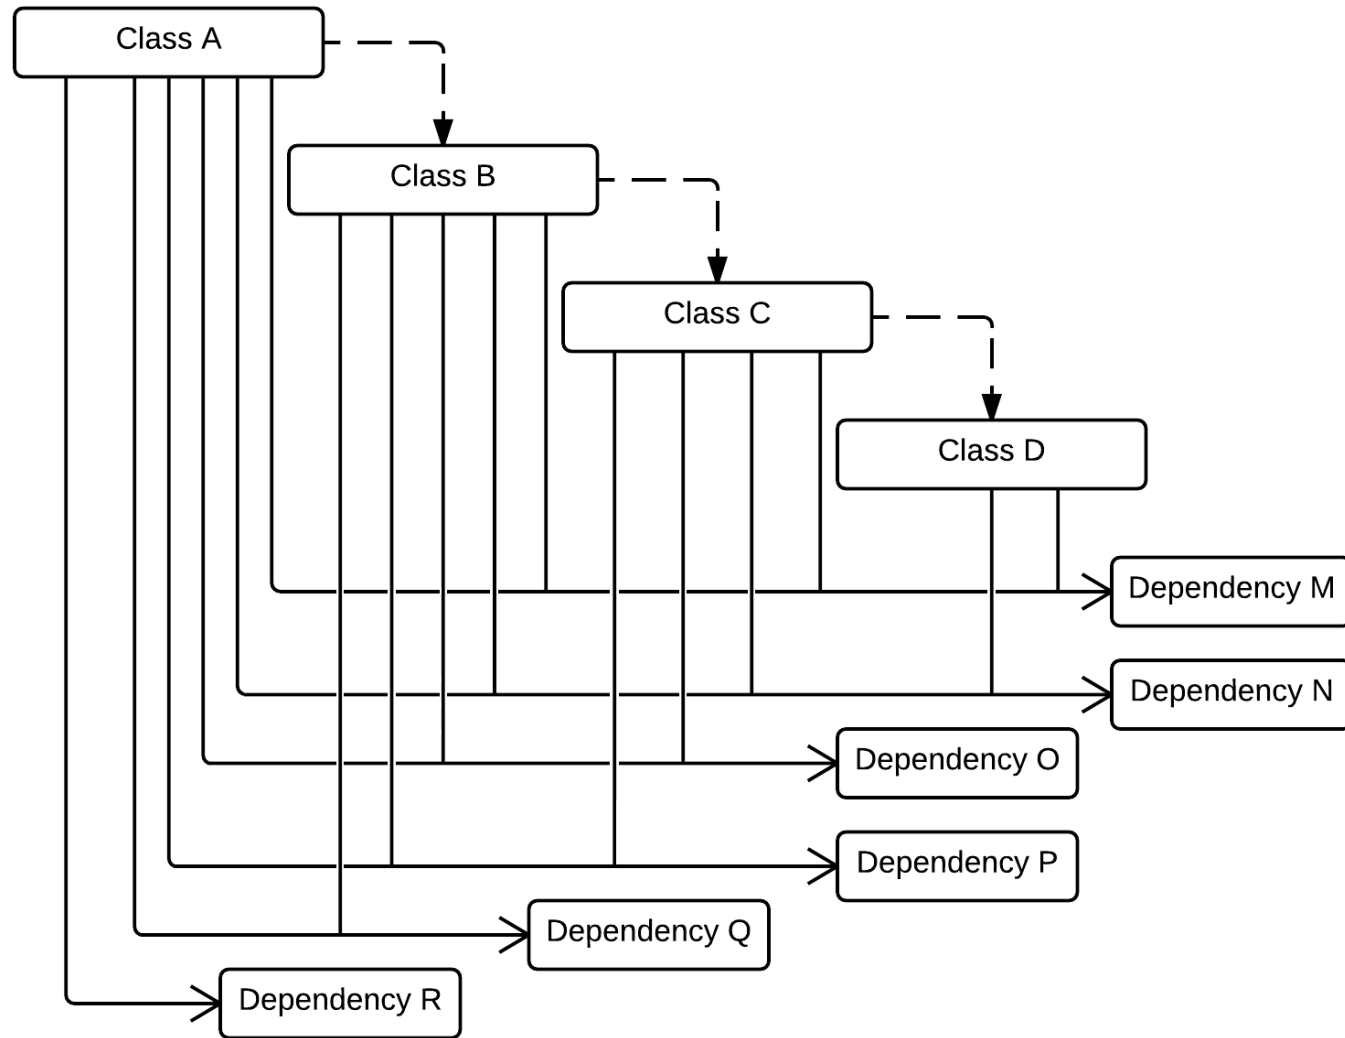 Class A
Class B
Class C
Class D
Dependency M
Dependency N
Dependency O
Dependency P
Dependency Q
Dependency R